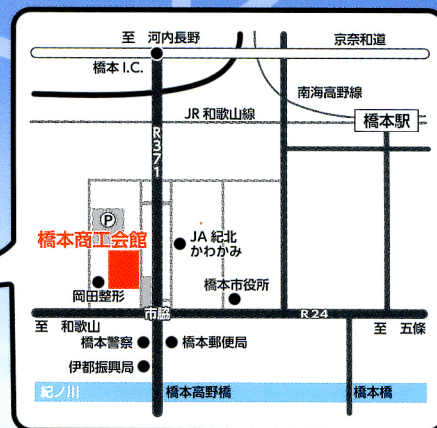 至 河内長野
京奈和道
橋本 I.C.
南海高野線
JR和歌山線
橋本駅
R371
P
橋本商工会館
JA 紀北
かわかみ
岡田整形
橋本市役所
市脇
R24
至 和歌山
至 五條
橋本警察
橋本郵便局
伊都振興局
紀ノ川
橋本高野橋
橋本橋